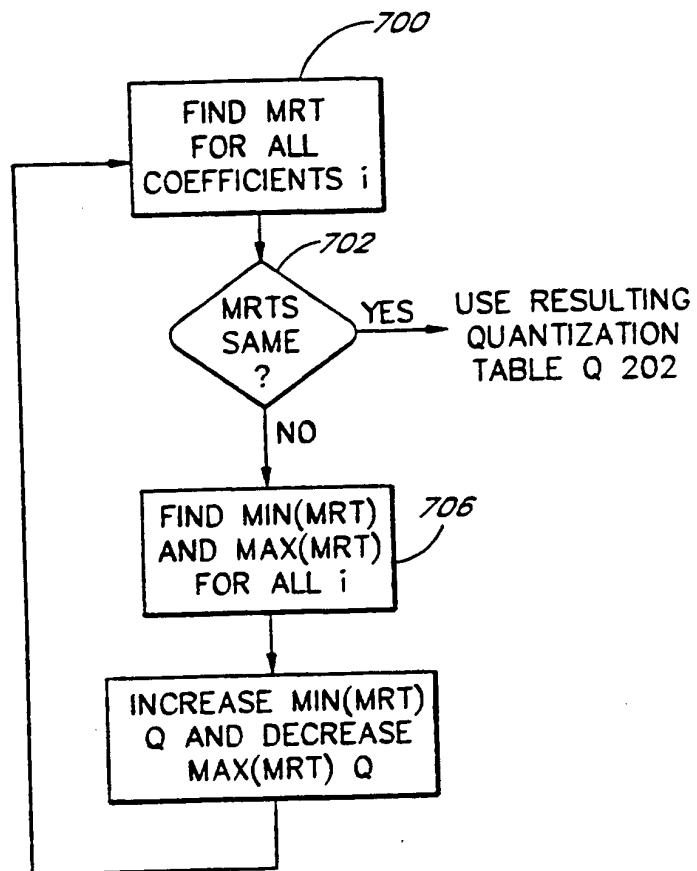 700
FIND MRT
FOR ALL
COEFFICIENTS i
702
MRTS
SAME
?
YES
USE RESULTING
QUANTIZATION
TABLE Q 202
NO
706
FIND MIN(MRT)
AND MAX(MRT)
FOR ALL i
INCREASE MIN(MRT)
Q AND DECREASE
MAX(MRT) Q